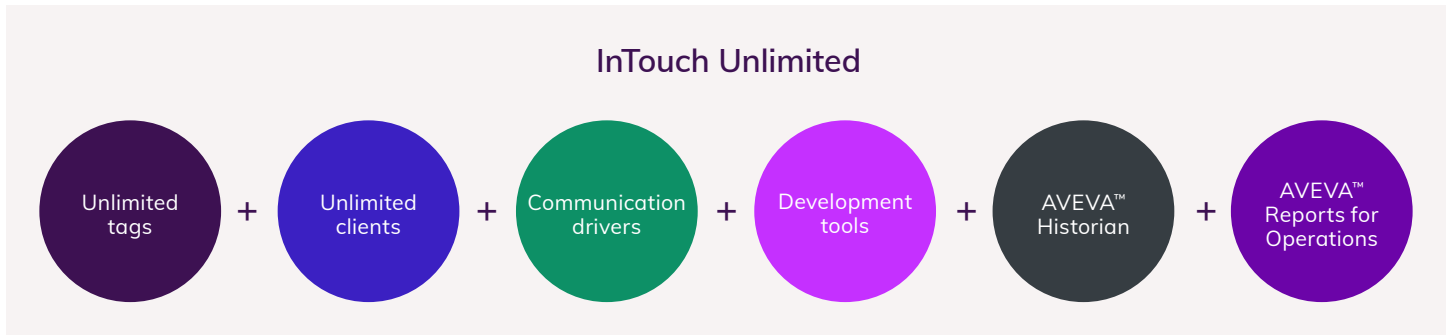 InTouch Unlimited
Unlimited
tags
+
Unlimited
clients
+
Communication
drivers
+
Development
tools
+
AVEVA™
Historian
+
AVEVA™
Reports for
Operations